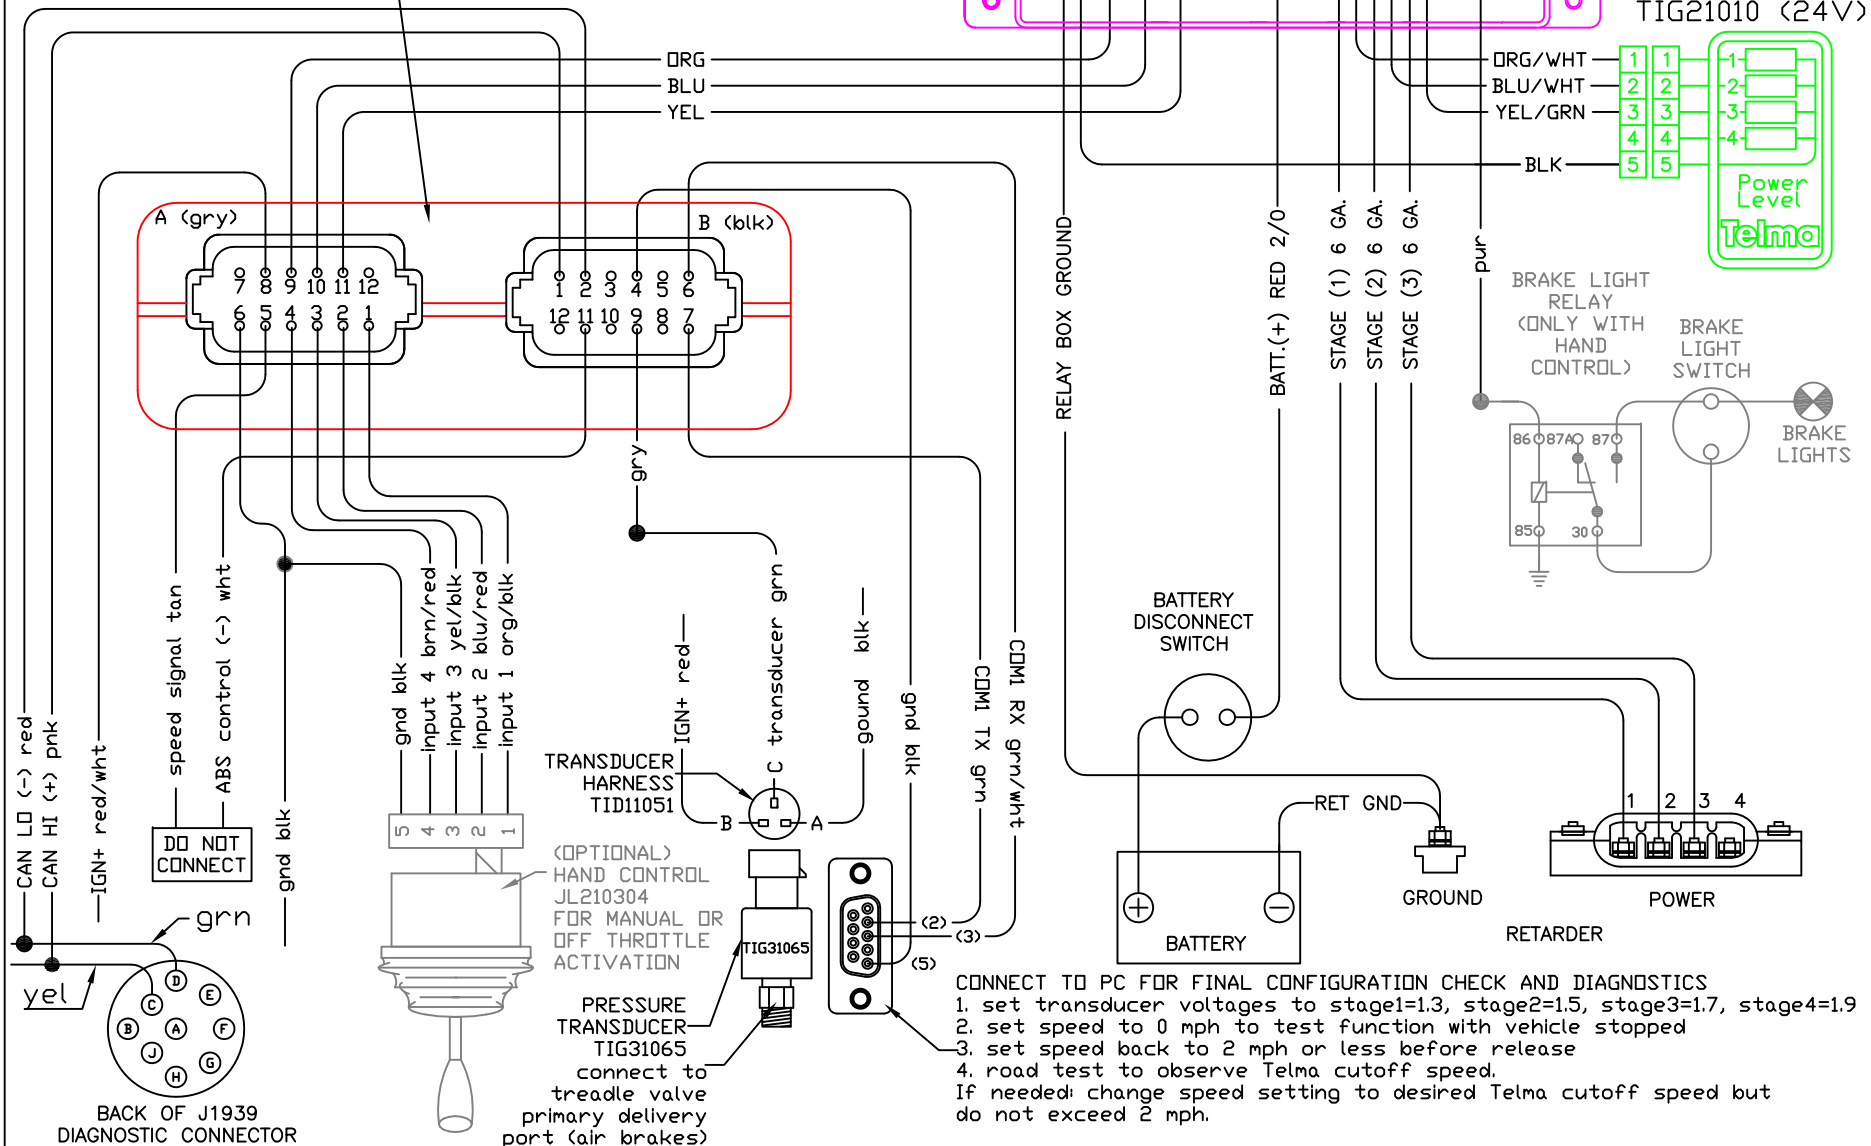 TIG21010 (24V)
ORG
BLU
YEL
ORG/WHT
BLU/WHT
YEL/GRN
BLK
1 1 1
2 2 2
3 3 3
4 4 4
5 5
Power
Level
Telma
A (gry)
B (blk)
7 8 9 10 11 12
6 5 4 3 2 1
1 2 3 4 5 6
12 11 10 9 8 7
RELAY BOX GROUND
BATT.(+) RED 2/0
STAGE (1) 6 GA.
STAGE (2) 6 GA.
STAGE (3) 6 GA.
pur
BRAKE LIGHT
RELAY
(ONLY WITH
HAND
CONTROL)
BRAKE
LIGHT
SWITCH
BRAKE
LIGHTS
86 87A 87
85 30
gry
CAN LO (-) red
CAN HI (+) pnk
IGN+ red/wht
speed signal tan
ABS control (-) wht
gnd blk
gnd blk
input 4 brn/red
input 3 yel/blk
input 2 blu/red
input 1 org/blk
IGN+ red
C transducer grn
gound blk
gnd blk
COM1 TX grn
COM1 RX grn/wht
DO NOT
CONNECT
5 4 3 2 1
TRANSDUCER
HARNESS
TID11051
B A
BATTERY
DISCONNECT
SWITCH
RET GND
+ −
BATTERY
GROUND
1 2 3 4
POWER
RETARDER
(OPTIONAL)
HAND CONTROL
JL210304
FOR MANUAL OR
OFF THROTTLE
ACTIVATION
TIG31065
(2)
(3)
(5)
PRESSURE
TRANSDUCER
TIG31065
connect to
treadle valve
primary delivery
port (air brakes)
grn
yel
D
E
C
B A F
J
G
H
BACK OF J1939
DIAGNOSTIC CONNECTOR
CONNECT TO PC FOR FINAL CONFIGURATION CHECK AND DIAGNOSTICS
1. set transducer voltages to stage1=1.3, stage2=1.5, stage3=1.7, stage4=1.9
2. set speed to 0 mph to test function with vehicle stopped
3. set speed back to 2 mph or less before release
4. road test to observe Telma cutoff speed.
If needed: change speed setting to desired Telma cutoff speed but
do not exceed 2 mph.